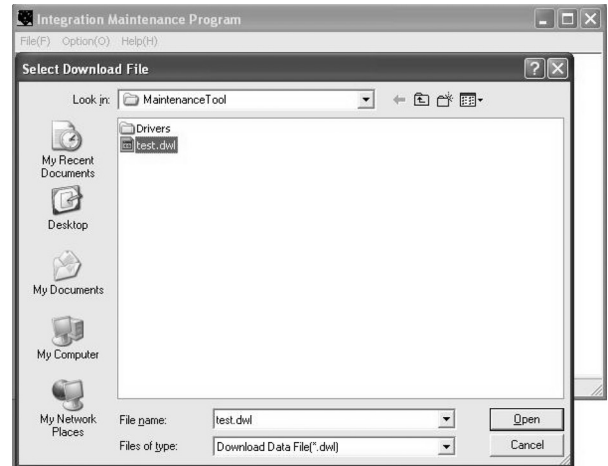 Integration Maintenance Program
File(F) Option(O) Help(H)
Select Download File
Look in: MaintenanceTool
Drivers
test.dwl
My Recent
Documents
Desktop
My Documents
My Computer
My Network
Places
File name: test.dwl
Open
Files of type: Download Data File(*.dwl)
Cancel